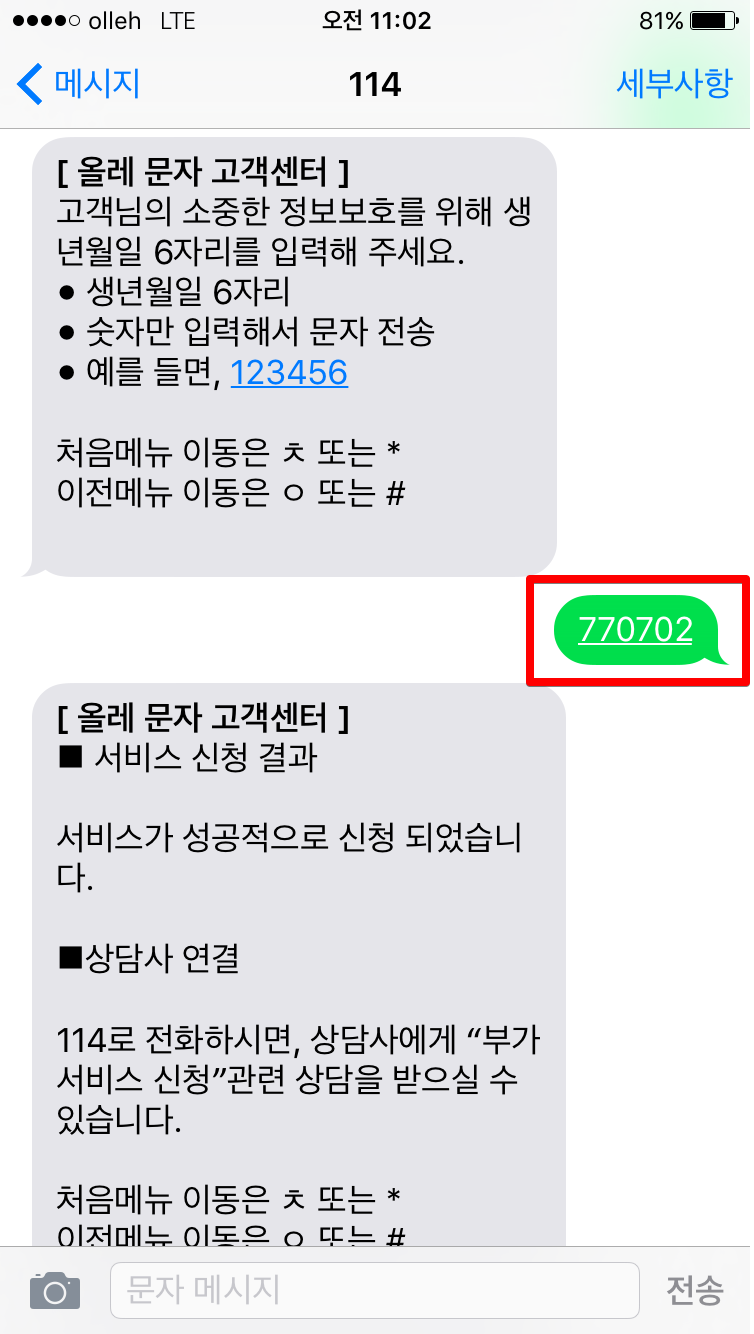 ●●●●○ olleh LTE 오전 11:02 81%
메시지 114 세부사항
[ 올레 문자 고객센터 ]
고객님의 소중한 정보보호를 위해 생
년월일 6자리를 입력해 주세요.
● 생년월일 6자리
● 숫자만 입력해서 문자 전송
● 예를 들면, 123456
처음메뉴 이동은 ㅊ 또는 *
이전메뉴 이동은 ㅇ 또는 #
770702
[ 올레 문자 고객센터 ]
■ 서비스 신청 결과
서비스가 성공적으로 신청 되었습니
다.
■상담사 연결
114로 전화하시면, 상담사에게 “부가
서비스 신청”관련 상담을 받으실 수
있습니다.
처음메뉴 이동은 ㅊ 또는 *
이전메뉴 이동은 ㅇ 또는 #
문자 메시지 전송